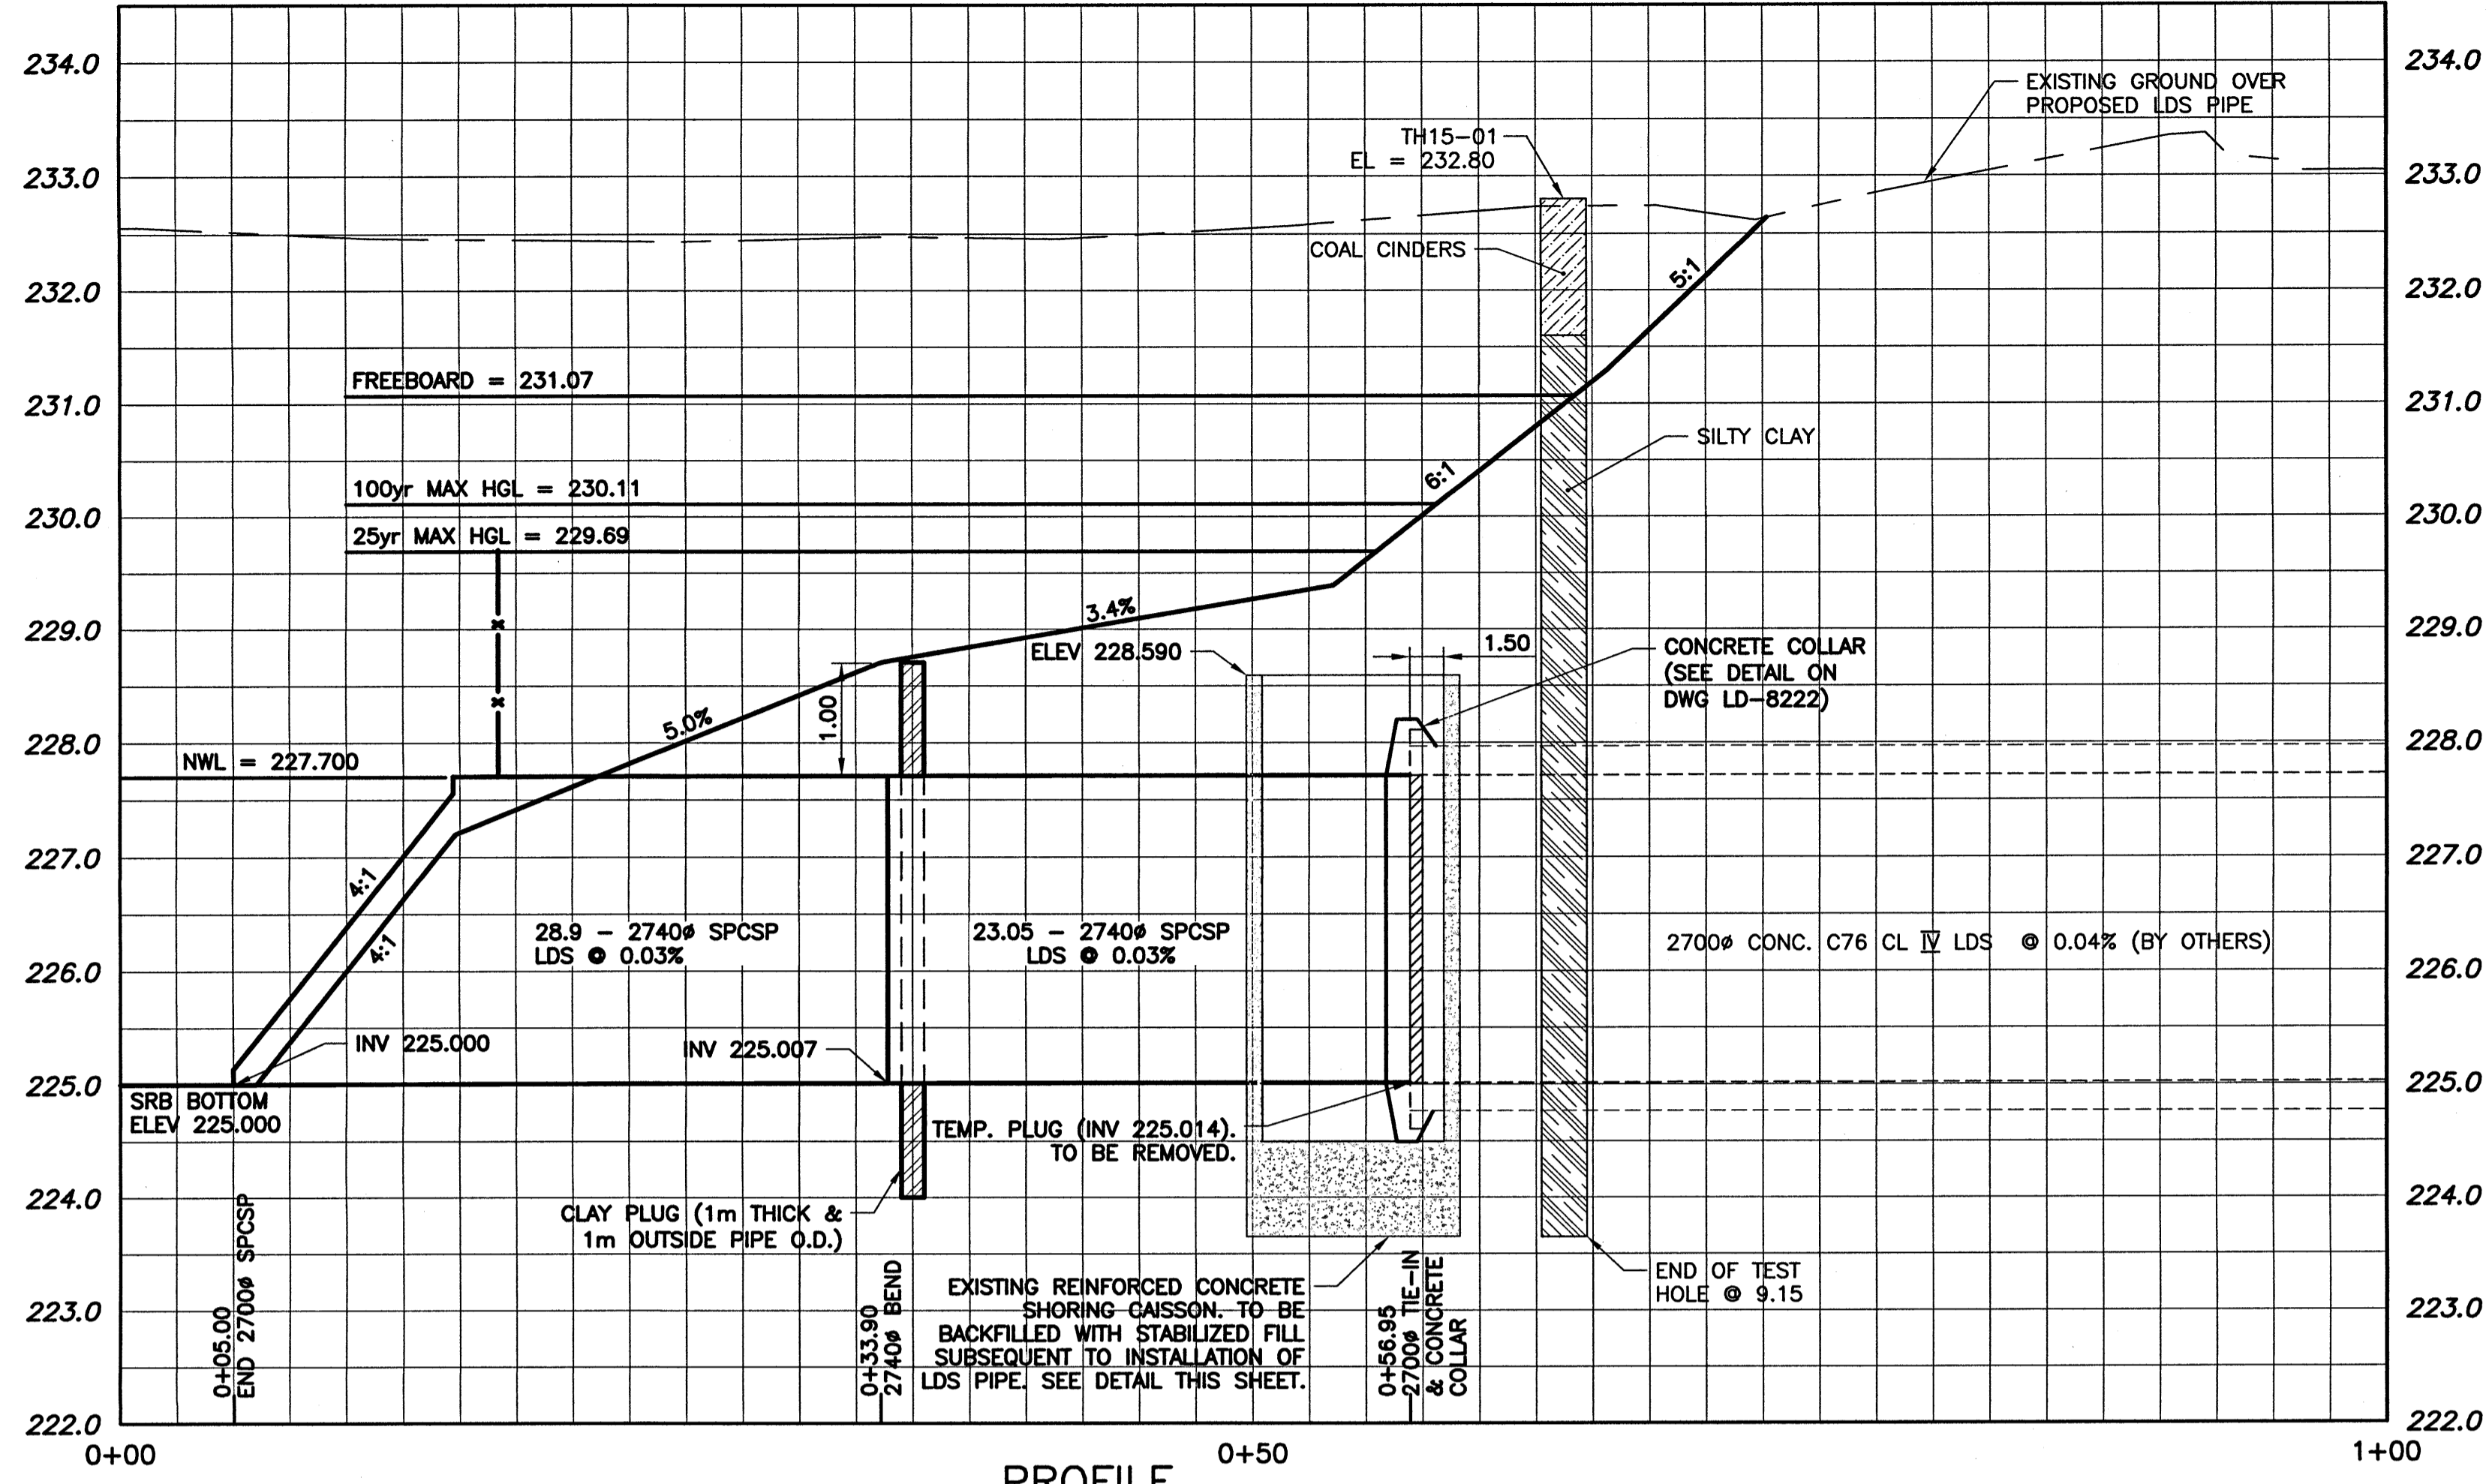 234.0
234.0
EXISTING GROUND OVER
PROPOSED LDS PIPE
TH15-01
EL = 232.80
233.0
233.0
COAL CINDERS
5:1
232.0
232.0
FREEBOARD = 231.07
231.0
231.0
SILTY CLAY
6:1
100yr MAX HGL = 230.11
230.0
230.0
25yr MAX HGL = 229.69
3.4%
229.0
229.0
ELEV 228.590
1.50
CONCRETE COLLAR
(SEE DETAIL ON
DWG LD-8222)
1.00
5.0%
228.0
228.0
NWL = 227.700
227.0
227.0
4:1
4:1
28.9 - 2740ø SPCSP
LDS @ 0.03%
23.05 - 2740ø SPCSP
LDS @ 0.03%
2700ø CONC. C76 CL IV LDS @ 0.04% (BY OTHERS)
226.0
226.0
INV 225.000
INV 225.007
225.0
225.0
SRB BOTTOM
ELEV 225.000
TEMP. PLUG (INV 225.014).
TO BE REMOVED.
224.0
224.0
CLAY PLUG (1m THICK &
1m OUTSIDE PIPE O.D.)
END OF TEST
HOLE @ 9.15
EXISTING REINFORCED CONCRETE
SHORING CAISSON. TO BE
BACKFILLED WITH STABILIZED FILL
SUBSEQUENT TO INSTALLATION OF
LDS PIPE. SEE DETAIL THIS SHEET.
223.0
223.0
0+05.00
END 2700ø SPCSP
0+33.90
2740ø BEND
0+56.95
2700ø TIE-IN
& CONCRETE
COLLAR
222.0
222.0
0+00
0+50
1+00
PROFILE